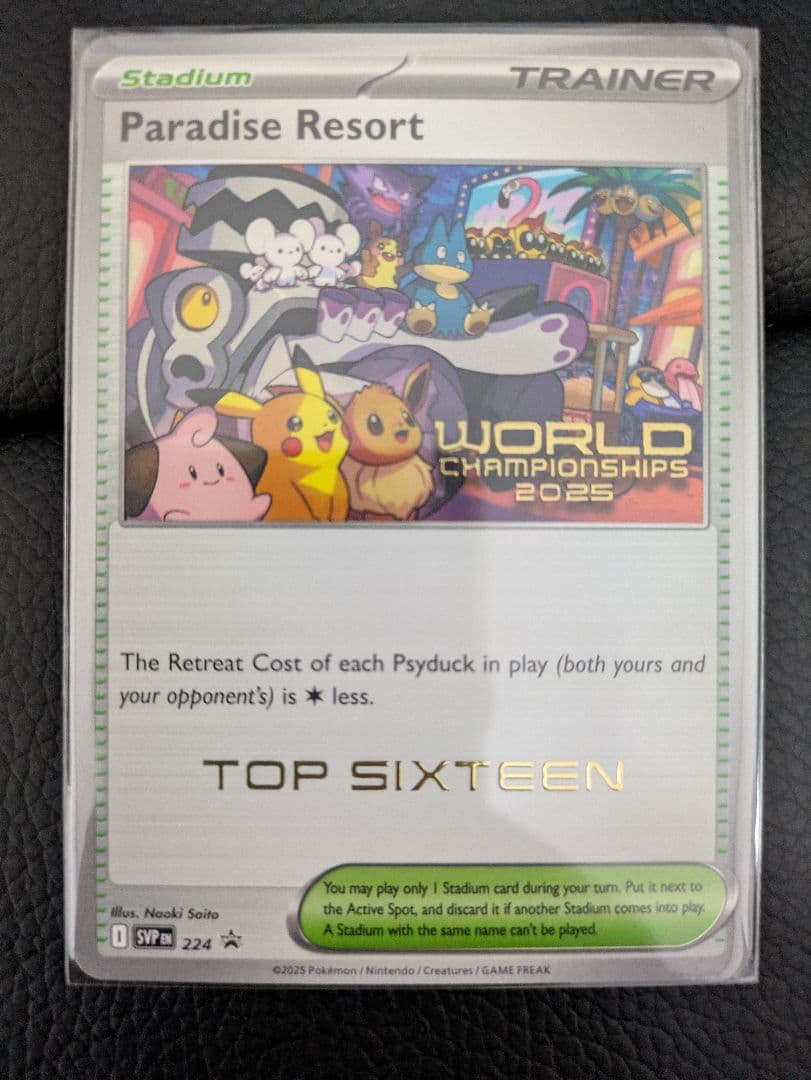 Stadium TRAINER
Paradise Resort
WORLD
CHAMPIONSHIPS
2025
The Retreat Cost of each Psyduck in play (both yours and
your opponent's) is ✶ less.
TOP SIXTEEN
You may play only 1 Stadium card during your turn. Put it next to
the Active Spot, and discard it if another Stadium comes into play.
A Stadium with the same name can't be played.
Illus. Naoki Saito
I SVP EN 224
©2025 Pokémon / Nintendo / Creatures / GAME FREAK